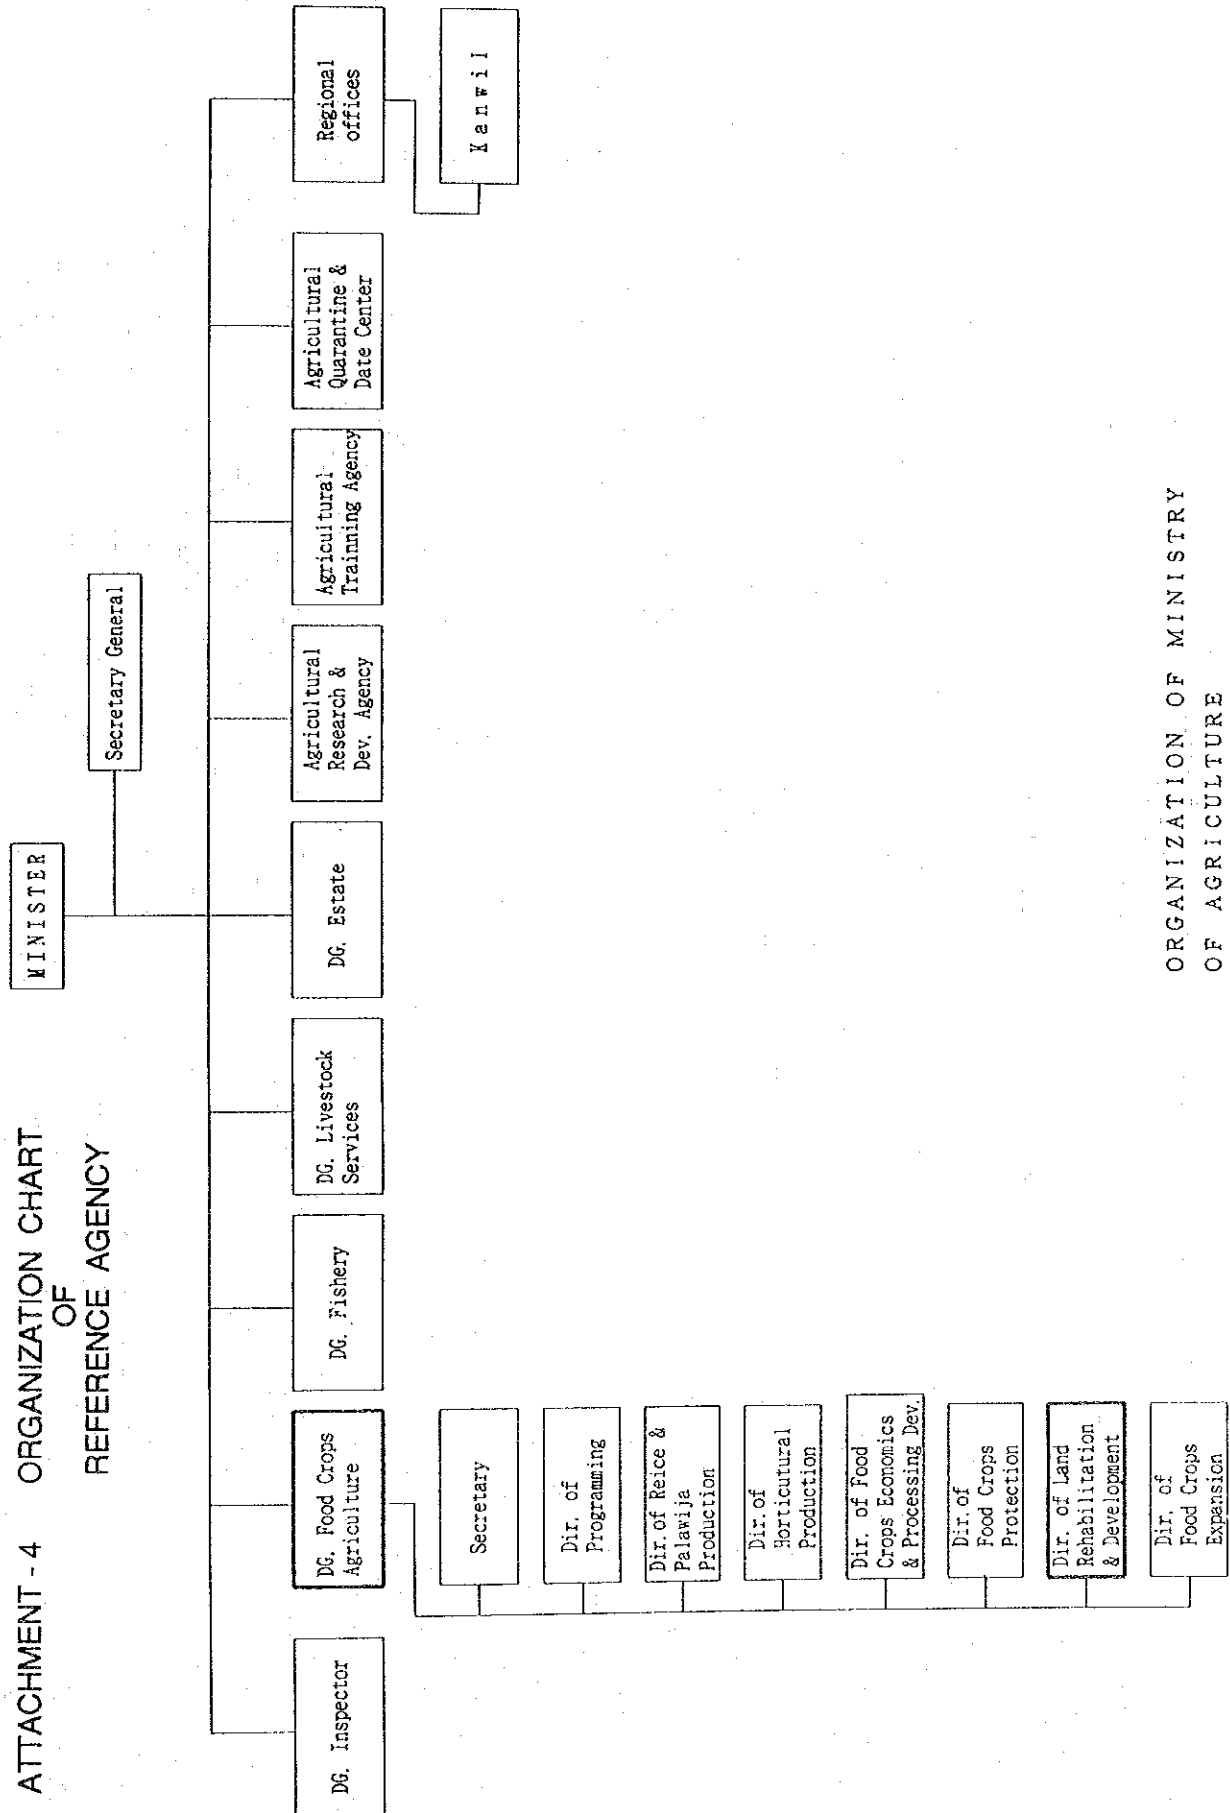 ATTACHMENT - 4 ORGANIZATION CHART
OF
REFERENCE AGENCY
MINISTER
Secretary General
DG. Inspector
DG. Food Crops
Agriculture
DG. Fishery
DG. Livestock
Services
DG. Estate
Agricultural
Research &
Dev. Agency
Agricultural
Trainning Agency
Agricultural
Quarantine &
Date Center
Regional
offices
Secretary
Dir. of
Programming
Dir. of Reice &
Palawija
Production
Dir. of
Horticutural
Production
Dir. of Food
Crops Economics
& Processing Dev.
Dir. of
Food Crops
Protection
Dir. of Land
Rehabilitation
& Development
Dir. of
Food Crops
Expansion
Kanwil
ORGANIZATION OF MINISTRY
OF AGRICULTURE